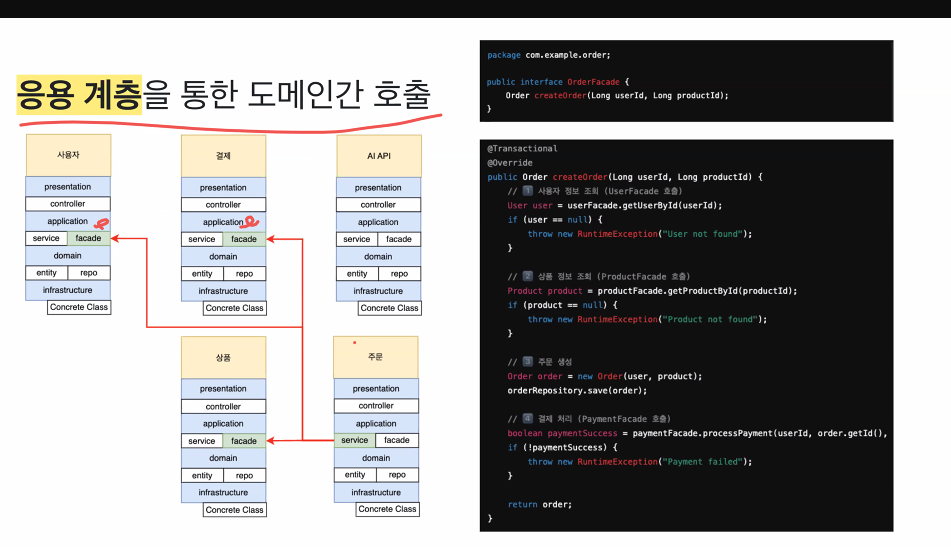 응용 계층을 통한 도메인간 호출
사용자
presentation
controller
application
service facade
domain
entity repo
infrastructure
Concrete Class
결제
presentation
controller
application
service facade
domain
entity repo
infrastructure
Concrete Class
AI API
presentation
controller
application
service facade
domain
entity repo
infrastructure
Concrete Class
상품
presentation
controller
application
service facade
domain
entity repo
infrastructure
Concrete Class
주문
presentation
controller
application
service facade
domain
entity repo
infrastructure
Concrete Class
package com.example.order;
public interface OrderFacade {
Order createOrder(Long userId, Long productId);
}
@Transactional
@Override
public Order createOrder(Long userId, Long productId) {
// 1 사용자 정보 조회 (UserFacade 호출)
User user = userFacade.getUserById(userId);
if (user == null) {
throw new RuntimeException("User not found");
}
// 2 상품 정보 조회 (ProductFacade 호출)
Product product = productFacade.getProductById(productId);
if (product == null) {
throw new RuntimeException("Product not found");
}
// 3 주문 생성
Order order = new Order(user, product);
orderRepository.save(order);
// 4 결제 처리 (PaymentFacade 호출)
boolean paymentSuccess = paymentFacade.processPayment(userId, order.getId(),
if (!paymentSuccess) {
throw new RuntimeException("Payment failed");
}
return order;
}